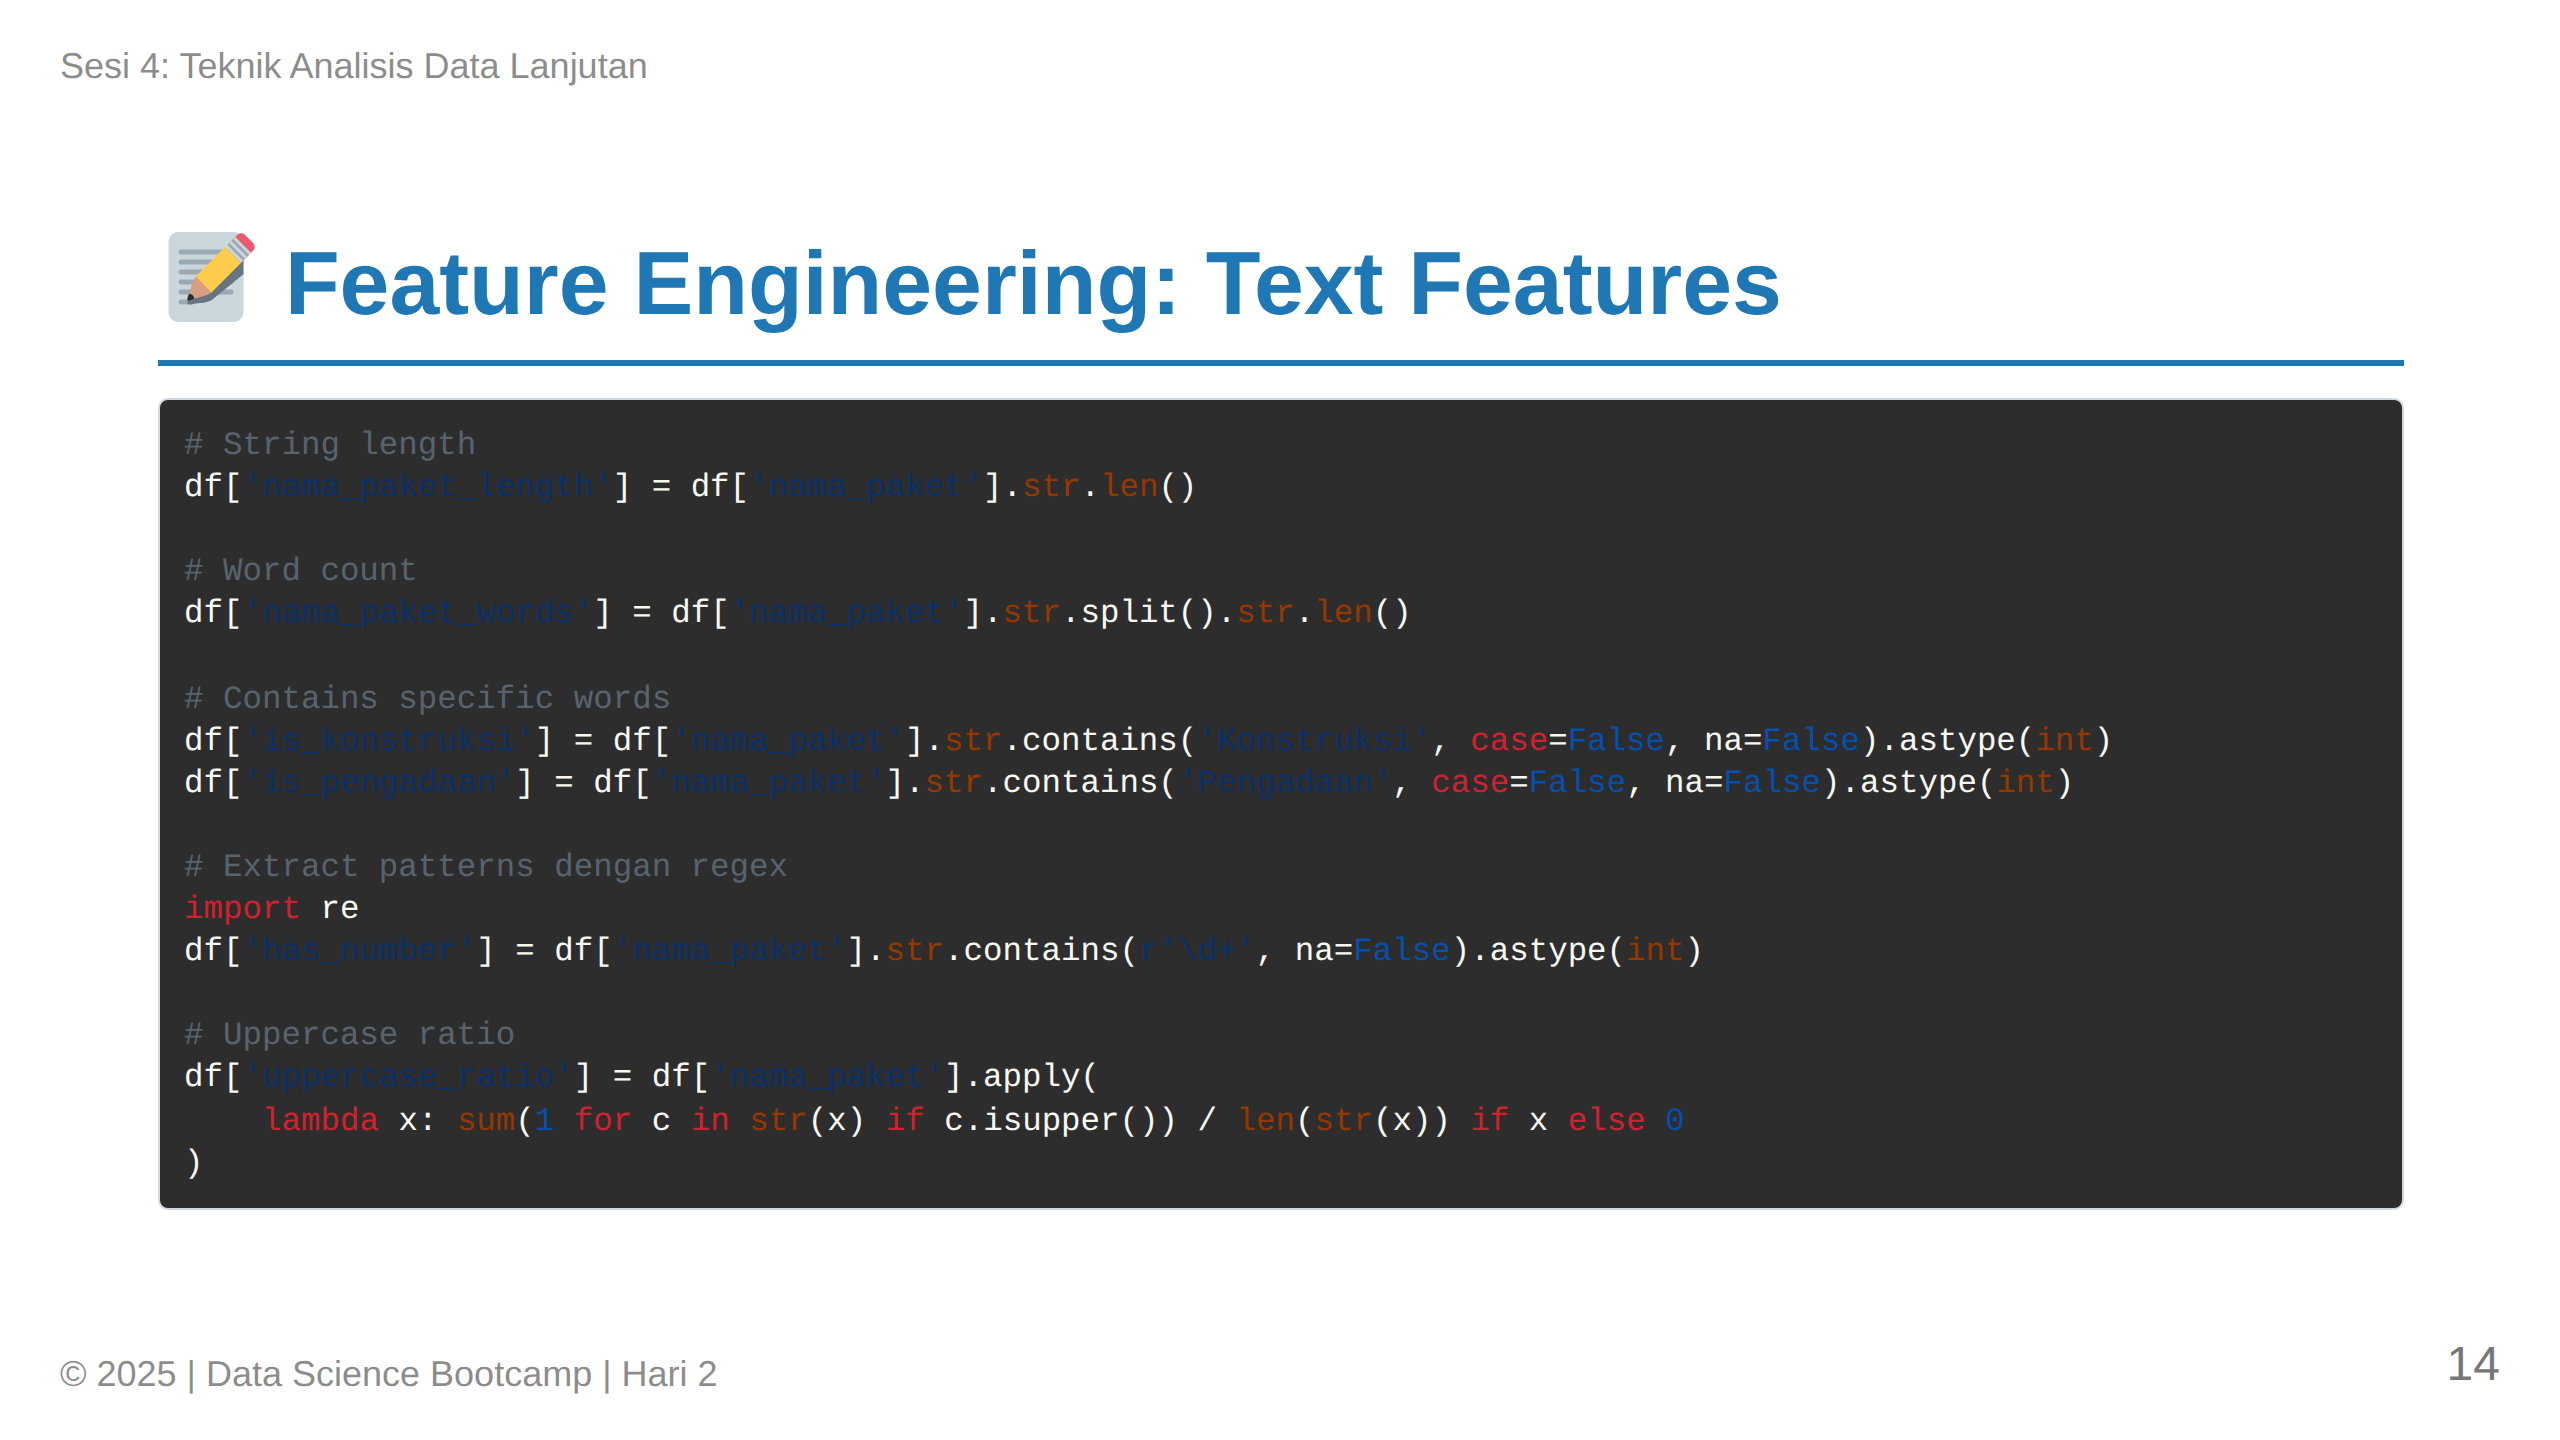 Sesi 4: Teknik Analisis Data Lanjutan
📝 Feature Engineering: Text Features
# String length
df['nama_paket_length'] = df['nama_paket'].str.len()
# Word count
df['nama_paket_words'] = df['nama_paket'].str.split().str.len()
# Contains specific words
df['is_konstruksi'] = df['nama_paket'].str.contains('Konstruksi', case=False, na=False).astype(int)
df['is_pengadaan'] = df['nama_paket'].str.contains('Pengadaan', case=False, na=False).astype(int)
# Extract patterns dengan regex
import re
df['has_number'] = df['nama_paket'].str.contains(r'\d+', na=False).astype(int)
# Uppercase ratio
df['uppercase_ratio'] = df['nama_paket'].apply(
    lambda x: sum(1 for c in str(x) if c.isupper()) / len(str(x)) if x else 0
)
© 2025 | Data Science Bootcamp | Hari 2
14